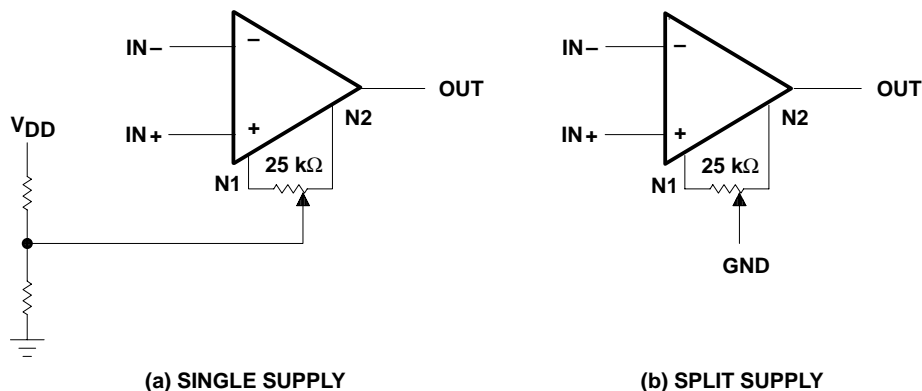 IN−
−
OUT
VDD
IN+
+
N2
25 kΩ
N1
(a) SINGLE SUPPLY
IN−
−
OUT
IN+
+
N2
25 kΩ
N1
GND
(b) SPLIT SUPPLY